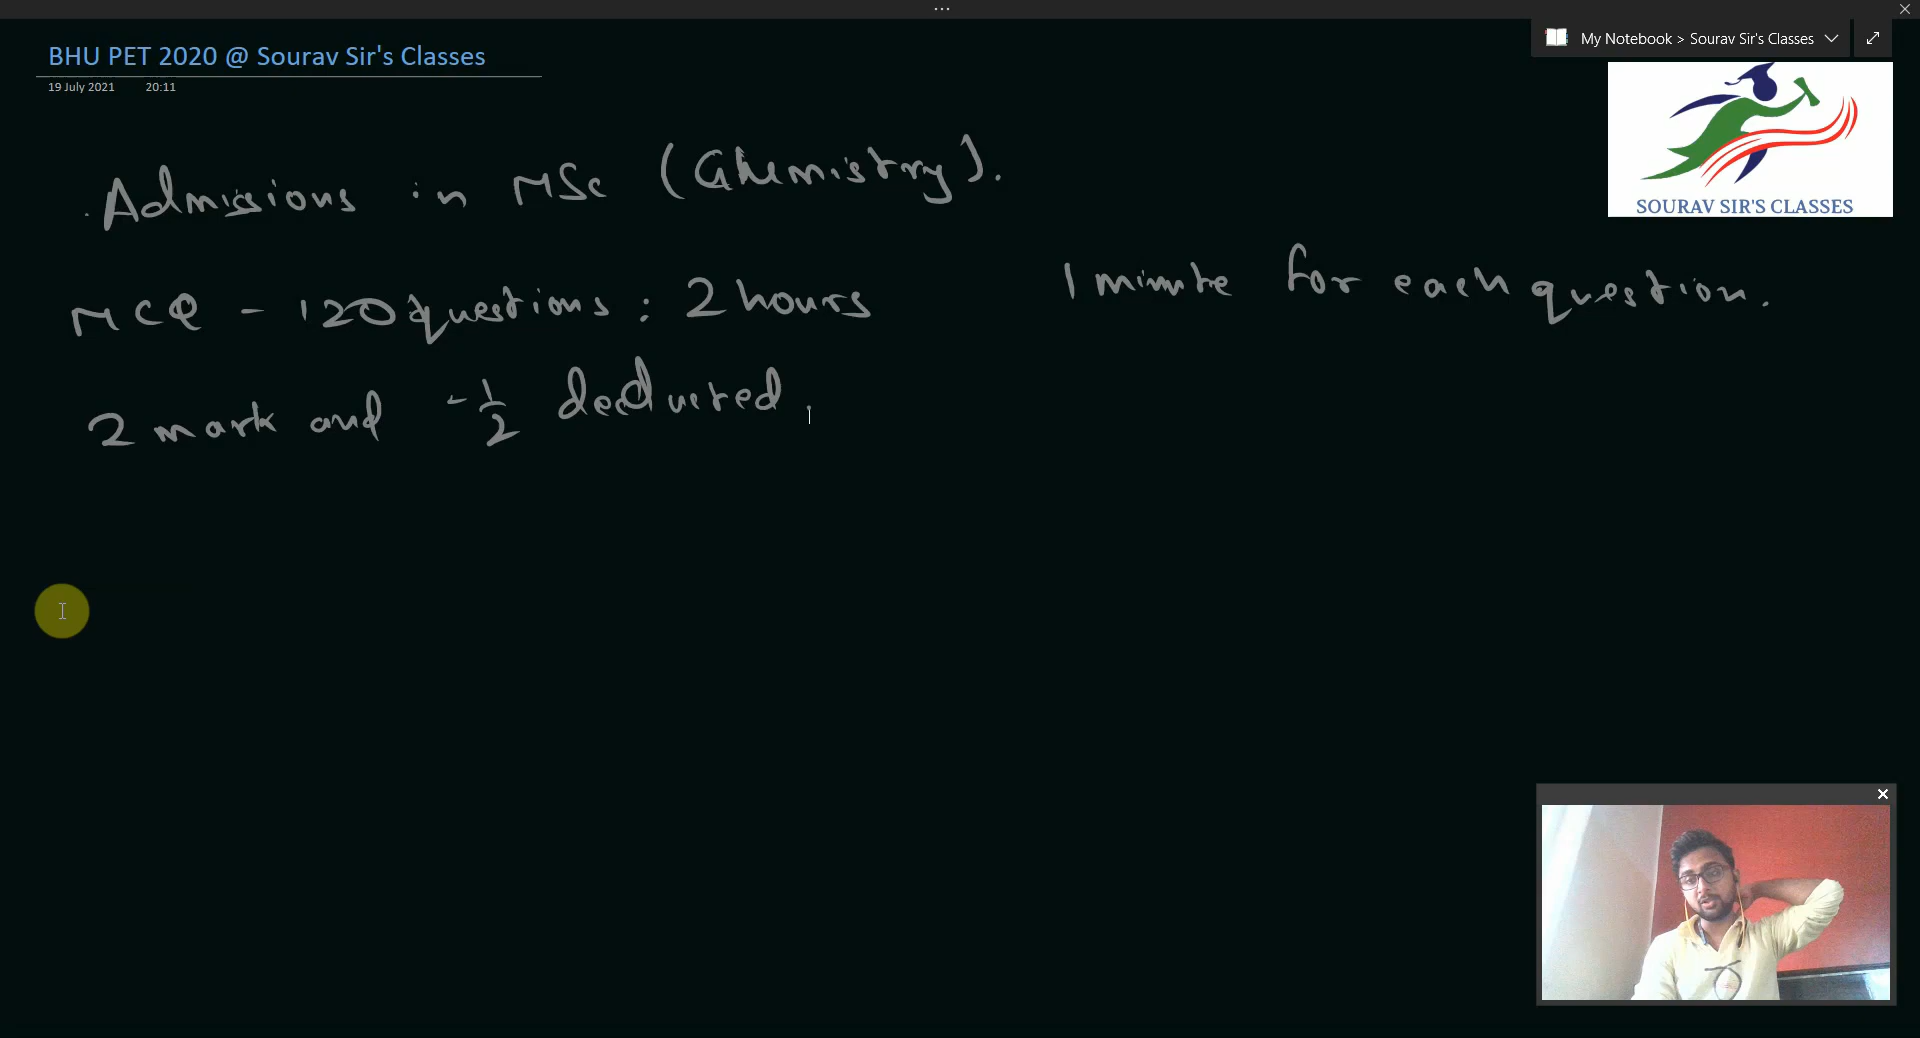 BHU PET 2020 @ Sourav Sir's Classes
19 July 2021 20:11
My Notebook > Sourav Sir's Classes
SOURAV SIR'S CLASSES
Admissions in MSc (Chemistry).
MCQ - 120 questions : 2 hours 1 minute for each question.
2 mark and -1/2 deducted.